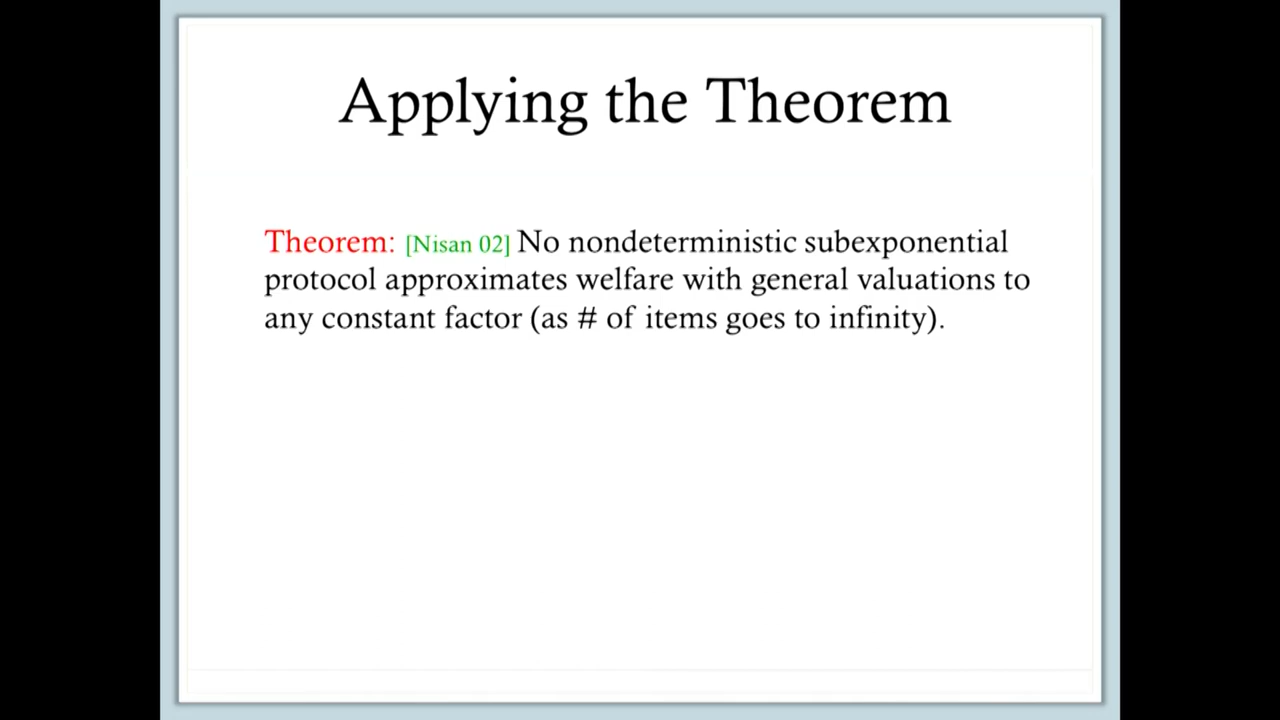 Applying the Theorem
Theorem: [Nisan 02] No nondeterministic subexponential
protocol approximates welfare with general valuations to
any constant factor (as # of items goes to infinity).